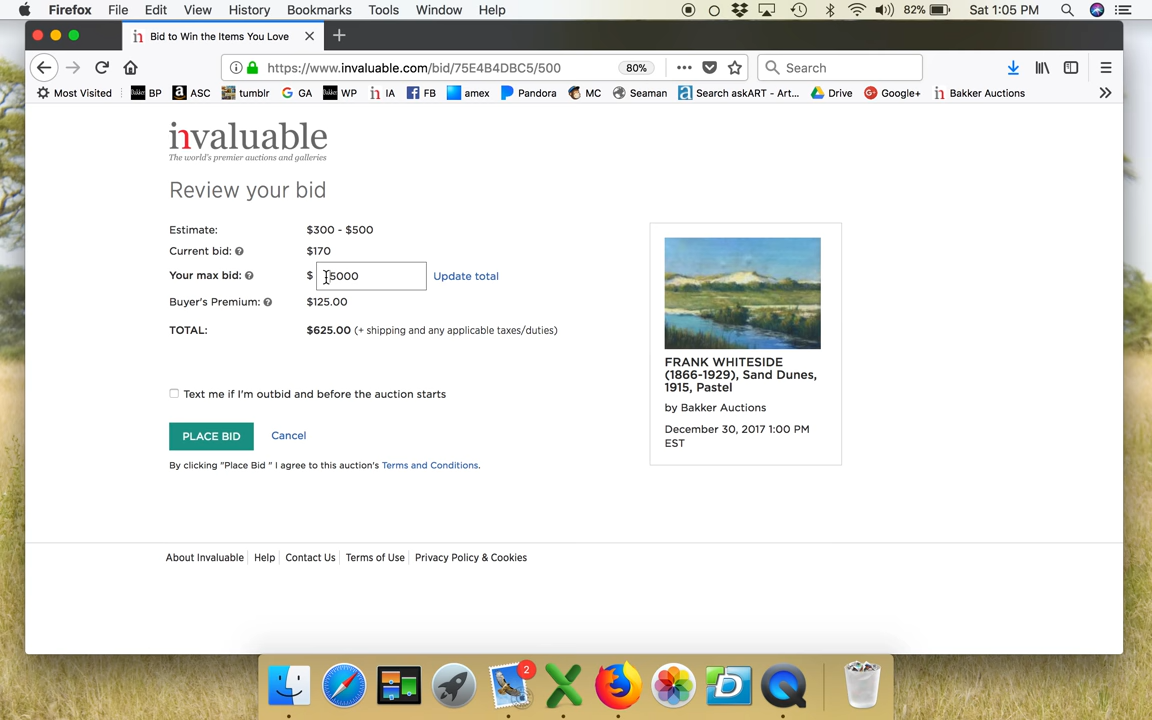 Firefox File Edit View History Bookmarks Tools Window Help 82% Sat 1:05 PM
Bid to Win the Items You Love
https://www.invaluable.com/bid/75E4B4DBC5/500 80% Search
Most Visited BP ASC tumblr GA WP IA FB amex Pandora MC Seaman Search askART - Art... Drive Google+ Bakker Auctions
invaluable
The world's premier auctions and galleries
Review your bid
Estimate: $300 - $500
Current bid: $170
Your max bid: $ 5000 Update total
Buyer's Premium: $125.00
TOTAL: $625.00 (+ shipping and any applicable taxes/duties)
Text me if I'm outbid and before the auction starts
PLACE BID Cancel
By clicking "Place Bid " I agree to this auction's Terms and Conditions.
FRANK WHITESIDE
(1866-1929), Sand Dunes,
1915, Pastel
by Bakker Auctions
December 30, 2017 1:00 PM
EST
About Invaluable Help Contact Us Terms of Use Privacy Policy & Cookies
2